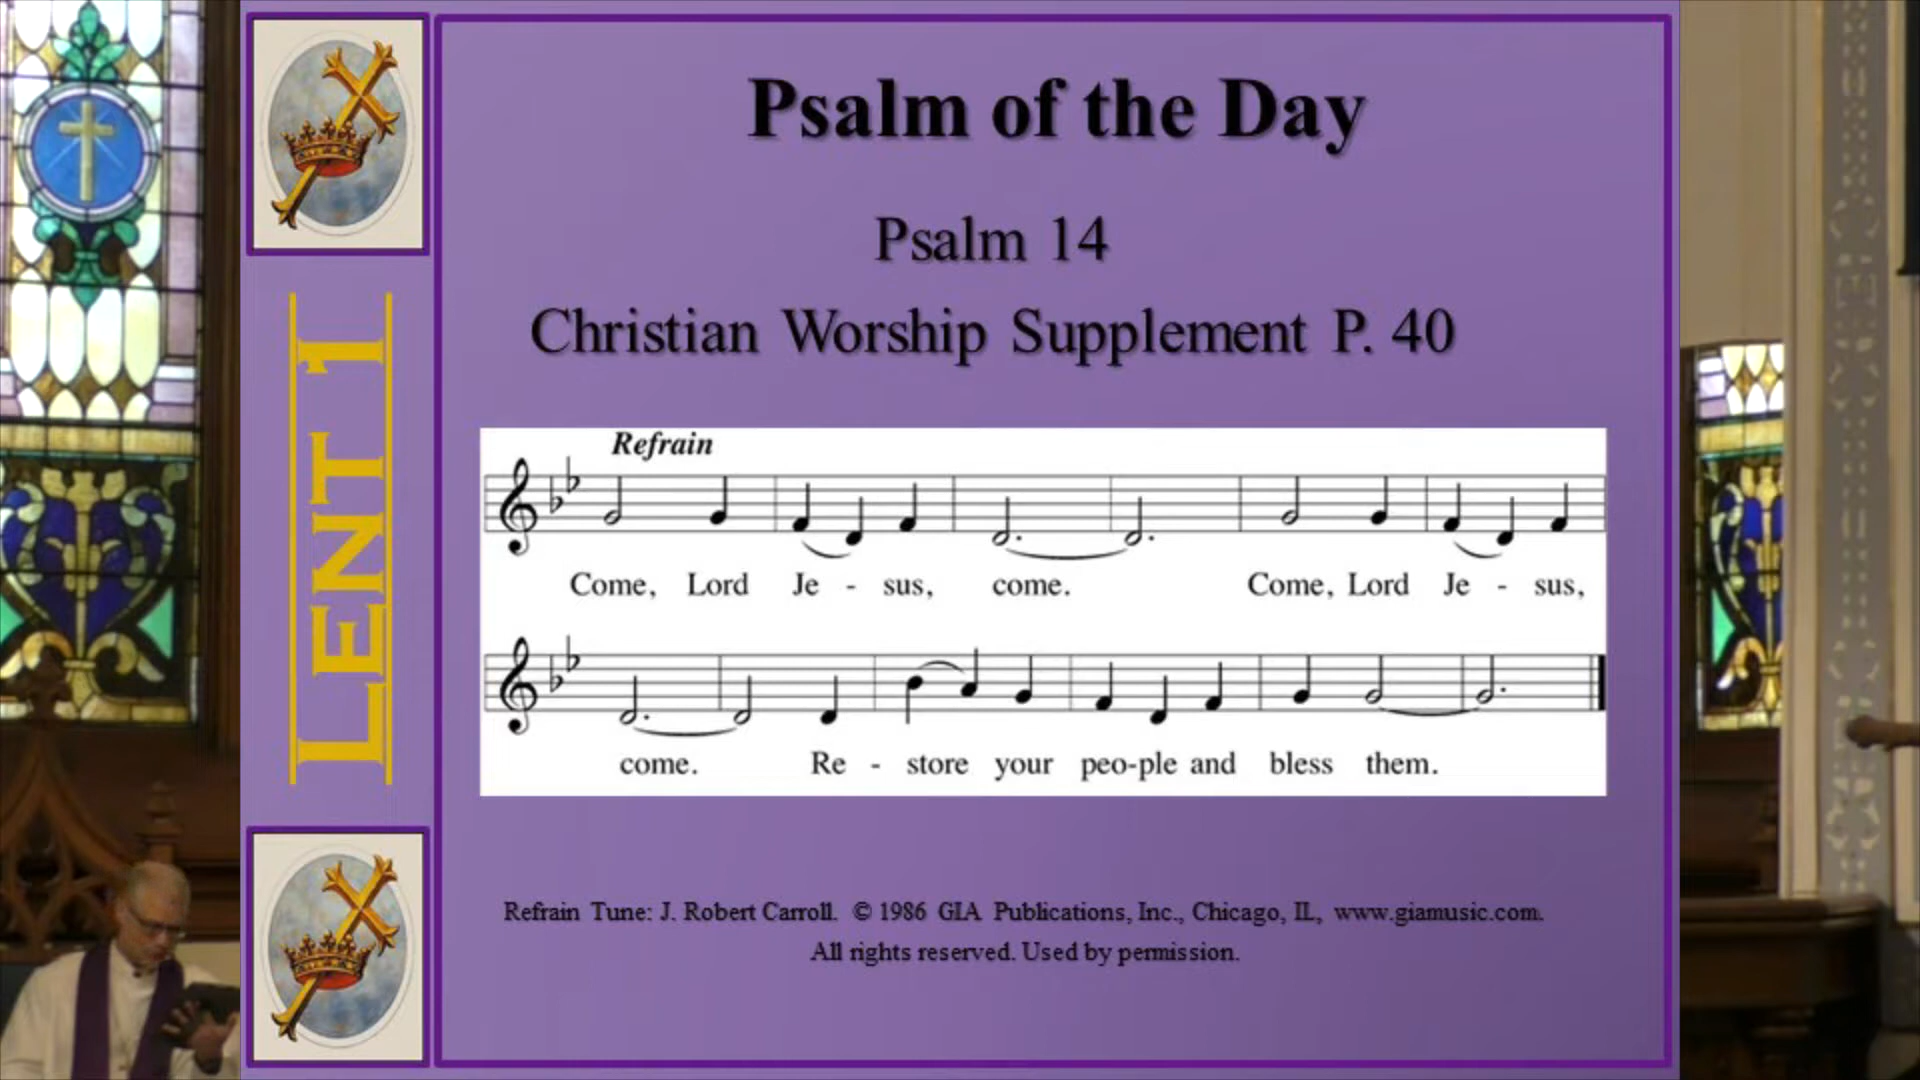 Psalm of the Day
Psalm 14
Christian Worship Supplement P. 40
LENT 1
Refrain
Come, Lord Je - sus, come. Come, Lord Je - sus,
come. Re - store your peo-ple and bless them.
Refrain Tune: J. Robert Carroll. © 1986 GIA Publications, Inc., Chicago, IL, www.giamusic.com.
All rights reserved. Used by permission.